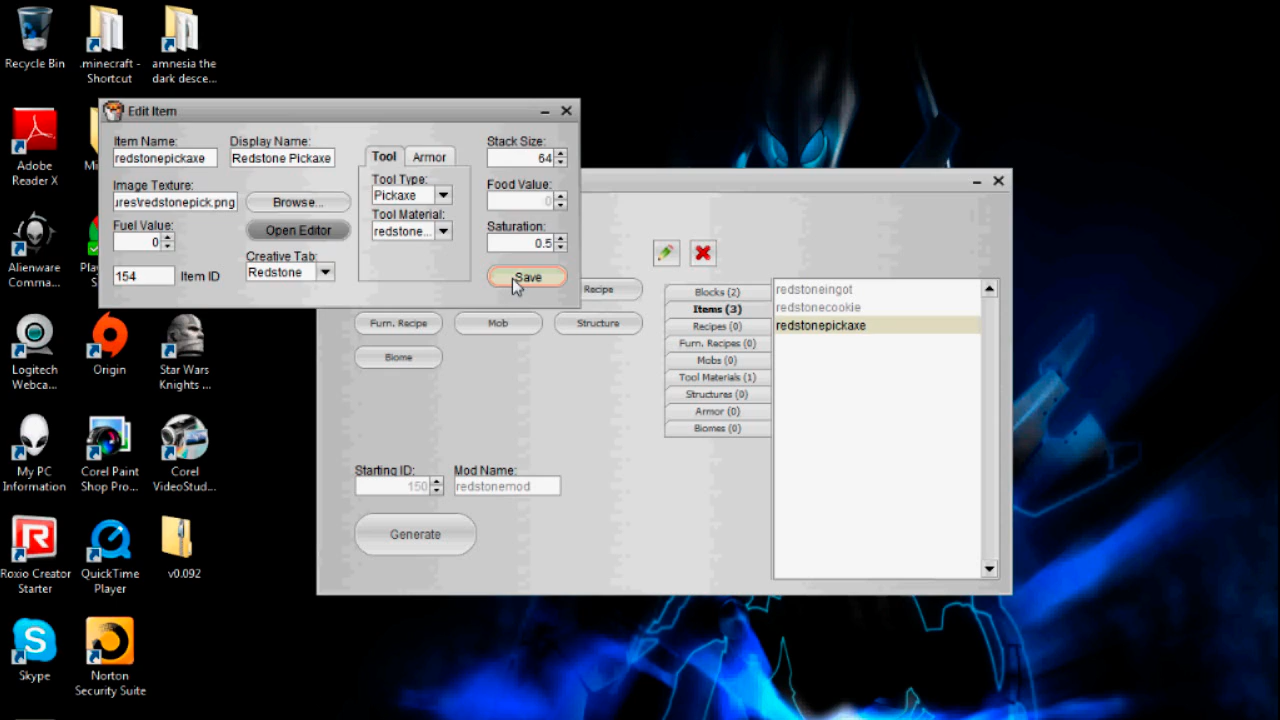 Recycle Bin
.minecraft -
Shortcut
amnesia the
dark desce...
Adobe
Reader X
Mi
Alienware
Comma...
Play
S
Logitech
Webca...
Origin
Star Wars
Knights ...
My PC
Information
Corel Paint
Shop Pro...
Corel
VideoStud...
Roxio Creator
Starter
QuickTime
Player
v0.092
Skype
Norton
Security Suite
Edit Item
Item Name:
redstonepickaxe
Display Name:
Redstone Pickaxe
Image Texture:
ures\redstonepick.png
Browse...
Fuel Value:
0
Open Editor
154
Item ID
Creative Tab:
Redstone
Tool
Armor
Tool Type:
Pickaxe
Tool Material:
redstone...
Stack Size:
64
Food Value:
0
Saturation:
0.5
Save
Recipe
Furn. Recipe
Mob
Structure
Biome
Starting ID:
150
Mod Name:
redstonemod
Generate
Blocks (2)
Items (3)
Recipes (0)
Furn. Recipes (0)
Mobs (0)
Tool Materials (1)
Structures (0)
Armor (0)
Biomes (0)
redstoneingot
redstonecookie
redstonepickaxe